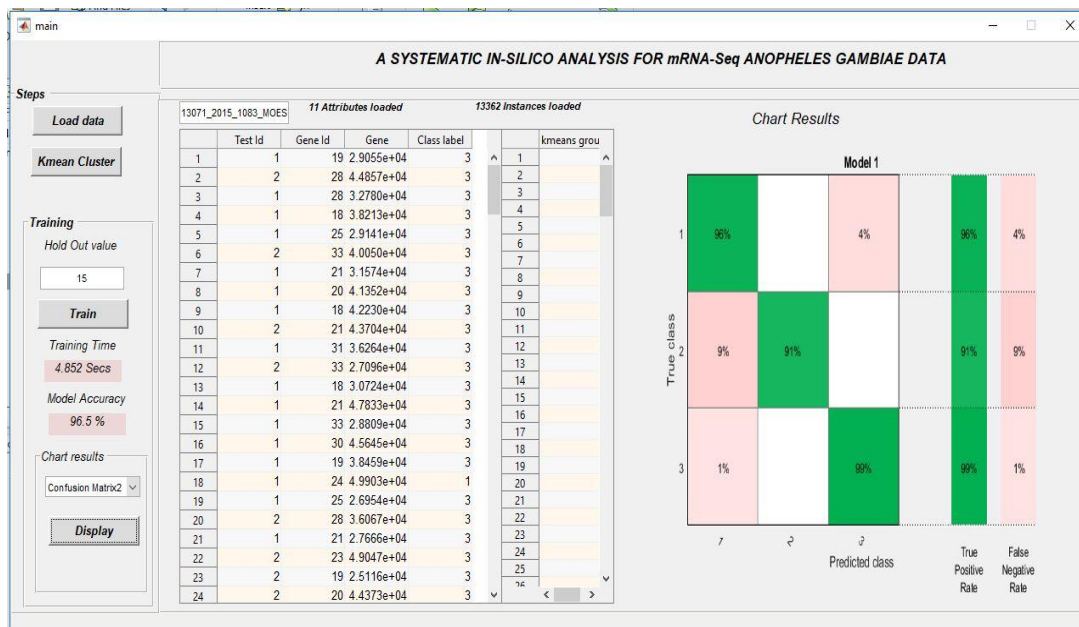 main
A SYSTEMATIC IN-SILICO ANALYSIS FOR mRNA-Seq ANOPHELES GAMBIAE DATA
Steps
Load data
Kmean Cluster
Training
Hold Out value
15
Train
Training Time
4.852 Secs
Model Accuracy
96.5 %
Chart results
Confusion Matrix2
Display
13071_2015_1083_MOES
11 Attributes loaded
13362 Instances loaded
Test Id Gene Id Gene Class label
1 1 19 2.9055e+04 3
2 2 28 4.4857e+04 3
3 1 28 3.2780e+04 3
4 1 18 3.8213e+04 3
5 1 25 2.9141e+04 3
6 2 33 4.0050e+04 3
7 1 21 3.1574e+04 3
8 1 20 4.1352e+04 3
9 1 18 4.2230e+04 3
10 2 21 4.3704e+04 3
11 1 31 3.6264e+04 3
12 2 33 2.7096e+04 3
13 1 18 3.0724e+04 3
14 1 21 4.7833e+04 3
15 1 33 2.8809e+04 3
16 1 30 4.5645e+04 3
17 1 19 3.8459e+04 3
18 1 24 4.9903e+04 1
19 1 25 2.6954e+04 3
20 2 28 3.6067e+04 3
21 1 21 2.7666e+04 3
22 2 23 4.9047e+04 3
23 2 19 2.5116e+04 3
24 2 20 4.4373e+04 3
kmeans grou
1
2
3
4
5
6
7
8
9
10
11
12
13
14
15
16
17
18
19
20
21
22
23
24
25
26
Chart Results
Model 1
True class
1 96% 4% 96% 4%
2 9% 91% 91% 9%
3 1% 99% 99% 1%
1 2 3
Predicted class
True
Positive
Rate
False
Negative
Rate